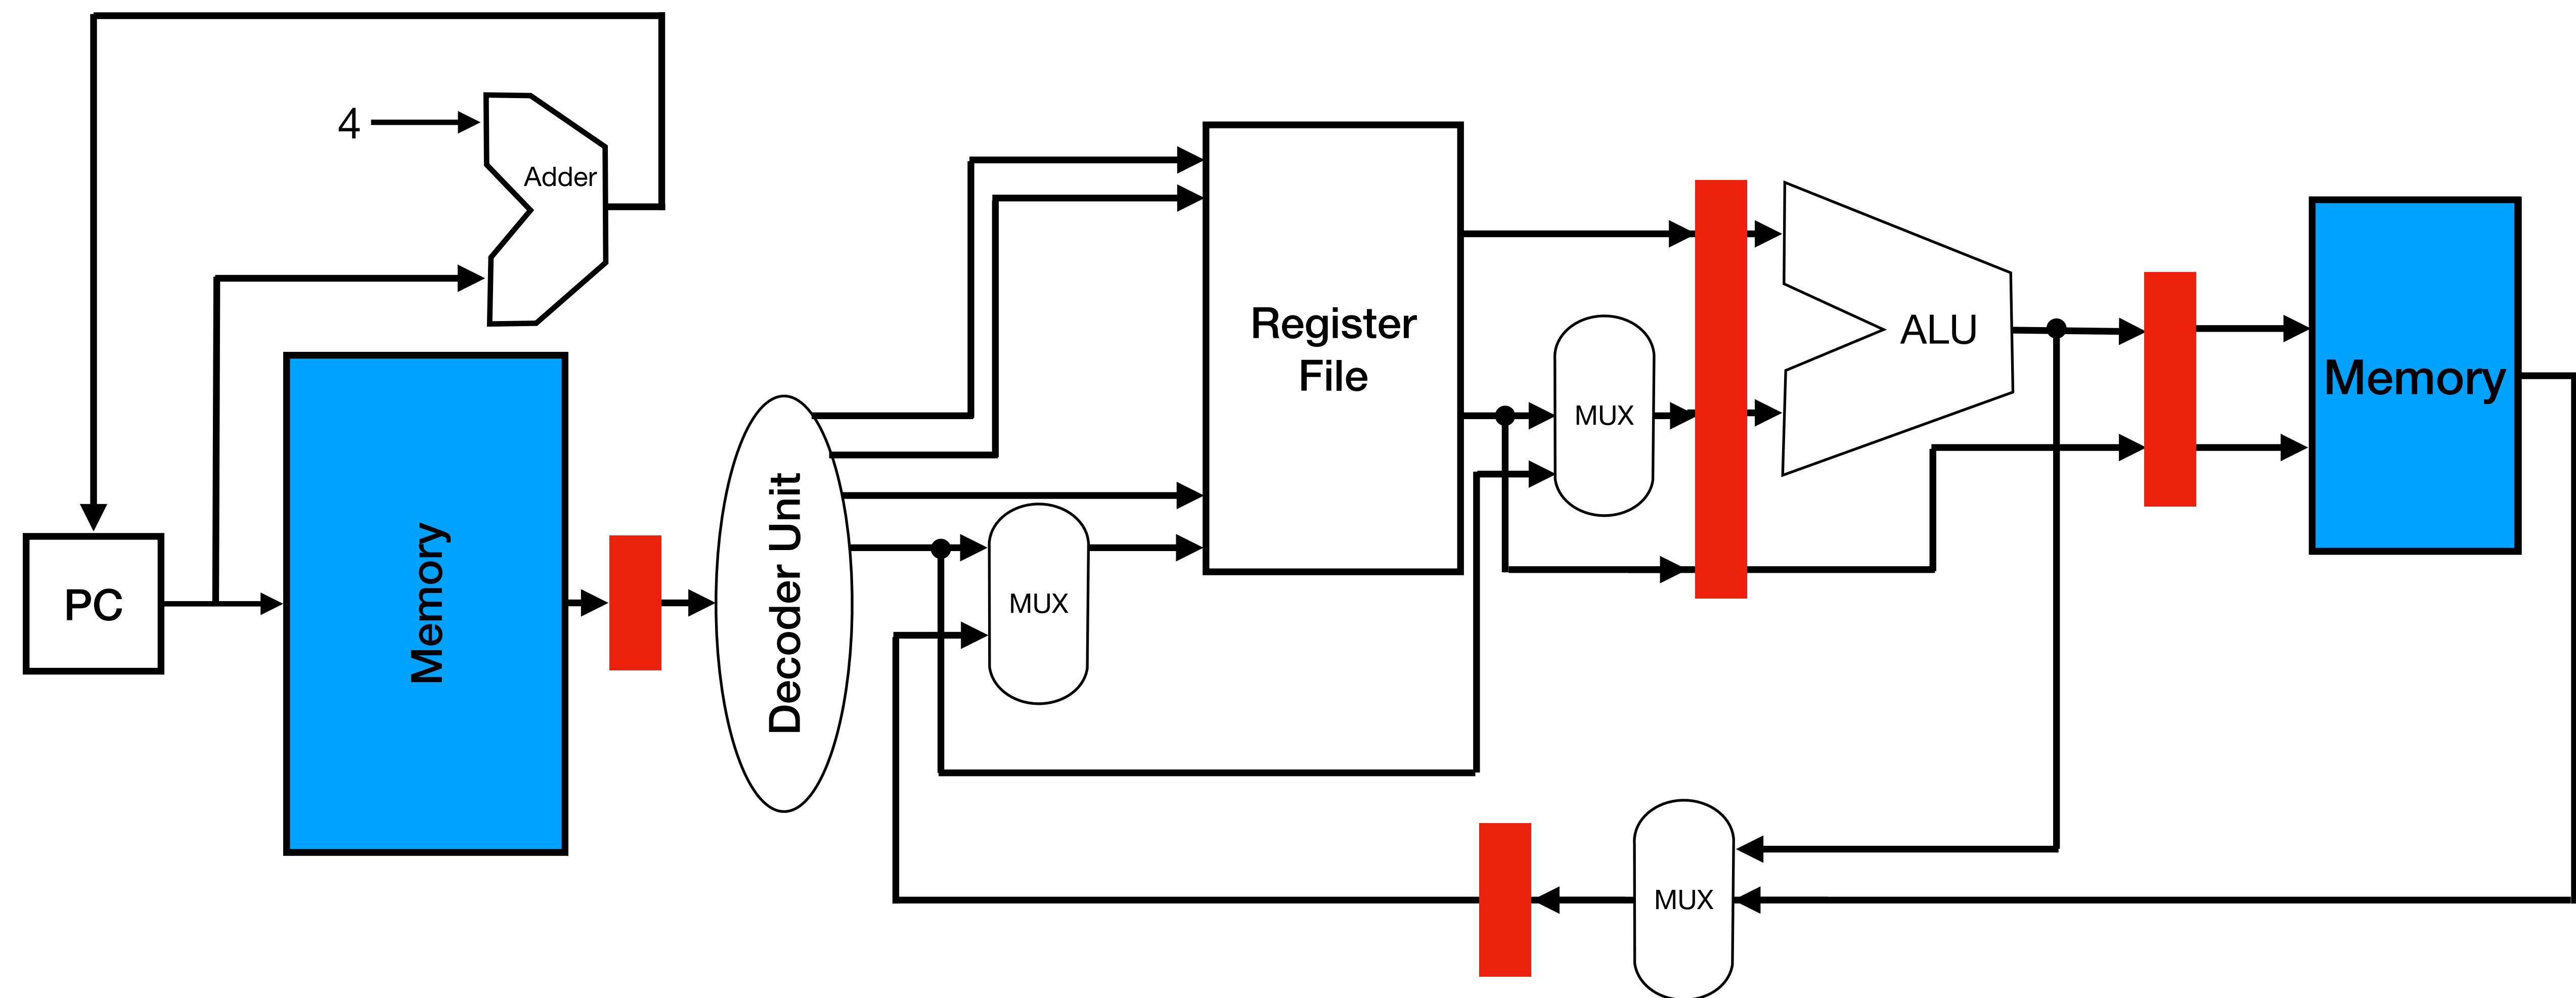 4
Adder
PC
Memory
Decoder Unit
MUX
Register
File
MUX
ALU
Memory
MUX